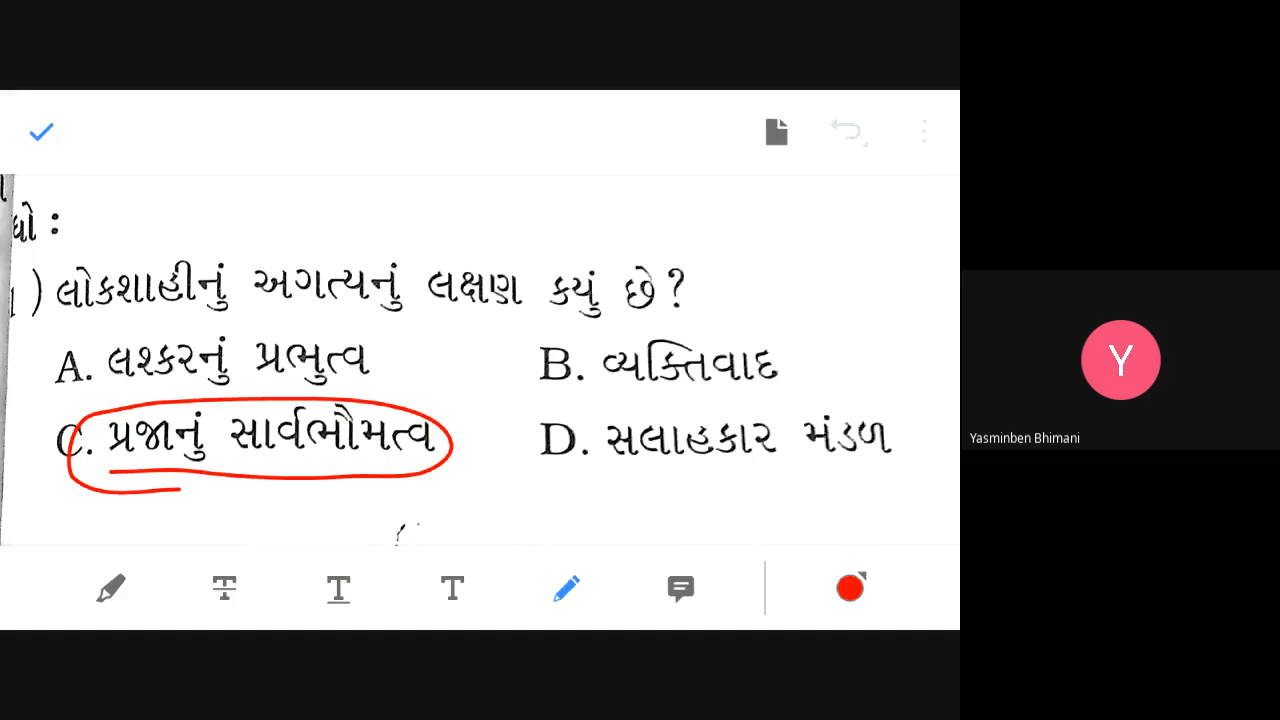 ધો :
) લોકશાહીનું અગત્યનું લક્ષણ કયું છે ?
A. લશ્કરનું પ્રભુત્વ B. વ્યક્તિવાદ
C. પ્રજાનું સાર્વભૌમત્વ D. સલાહકાર મંડળ
Y
Yasminben Bhimani